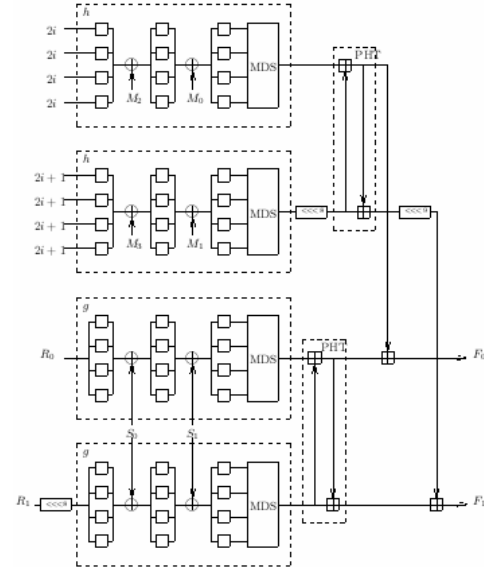 h
2i
2i
2i
2i
MDS
PHT
M₂
M₀
h
2i + 1
2i + 1
2i + 1
2i + 1
MDS
<<<8
<<<9
M₃
M₁
g
R₀
MDS
PHT
F₀
S₀
S₁
g
R₁
<<<8
MDS
F₁